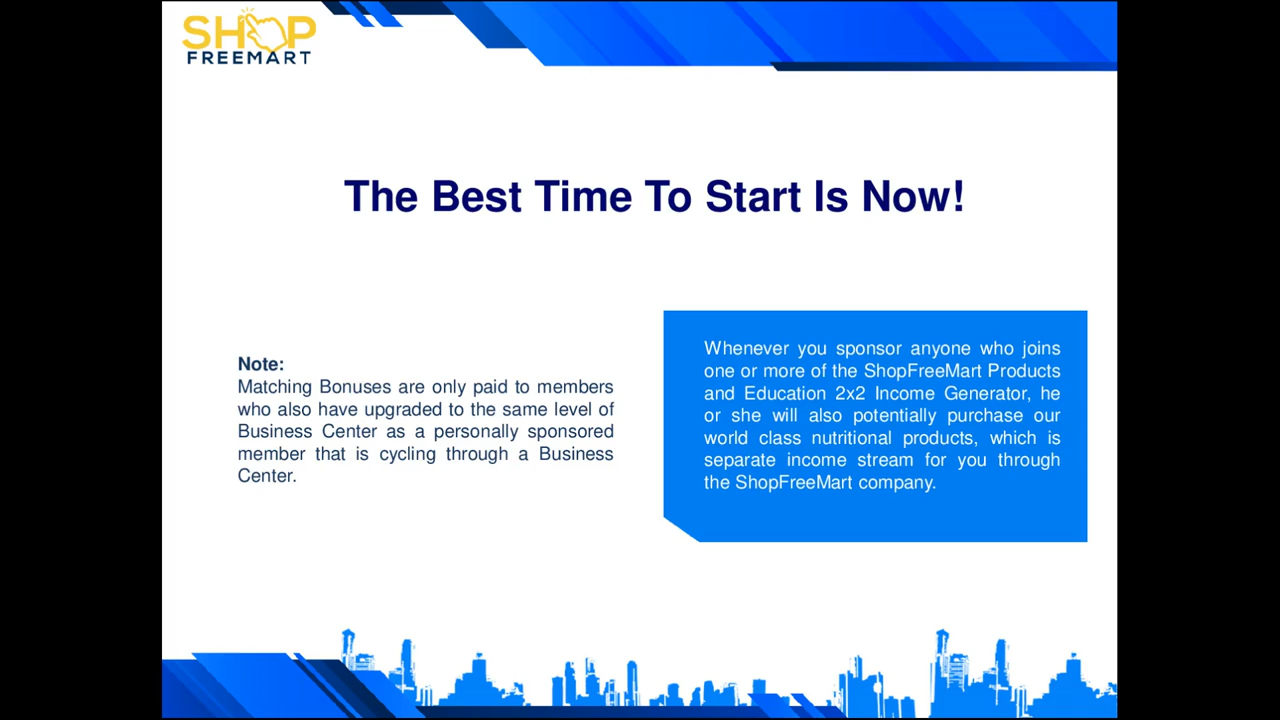 SHOP
FREEMART
The Best Time To Start Is Now!
Note:
Matching Bonuses are only paid to members
who also have upgraded to the same level of
Business Center as a personally sponsored
member that is cycling through a Business
Center.
Whenever you sponsor anyone who joins
one or more of the ShopFreeMart Products
and Education 2x2 Income Generator, he
or she will also potentially purchase our
world class nutritional products, which is
separate income stream for you through
the ShopFreeMart company.